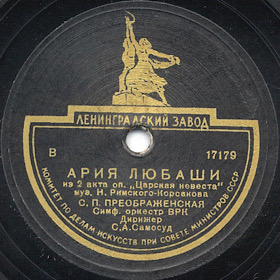 ЛЕНИНГРАДСКИЙ ЗАВОД
В 17179
АРИЯ ЛЮБАШИ
из 2 акта оп. „Царская невеста"
муз. Н. Римского-Корсакова
С. П. ПРЕОБРАЖЕНСКАЯ
Симф. оркестр ВРК
Дирижер
С.А.Самосуд
КОМИТЕТ ПО ДЕЛАМ ИСКУССТВ ПРИ СОВЕТЕ МИНИСТРОВ СССР